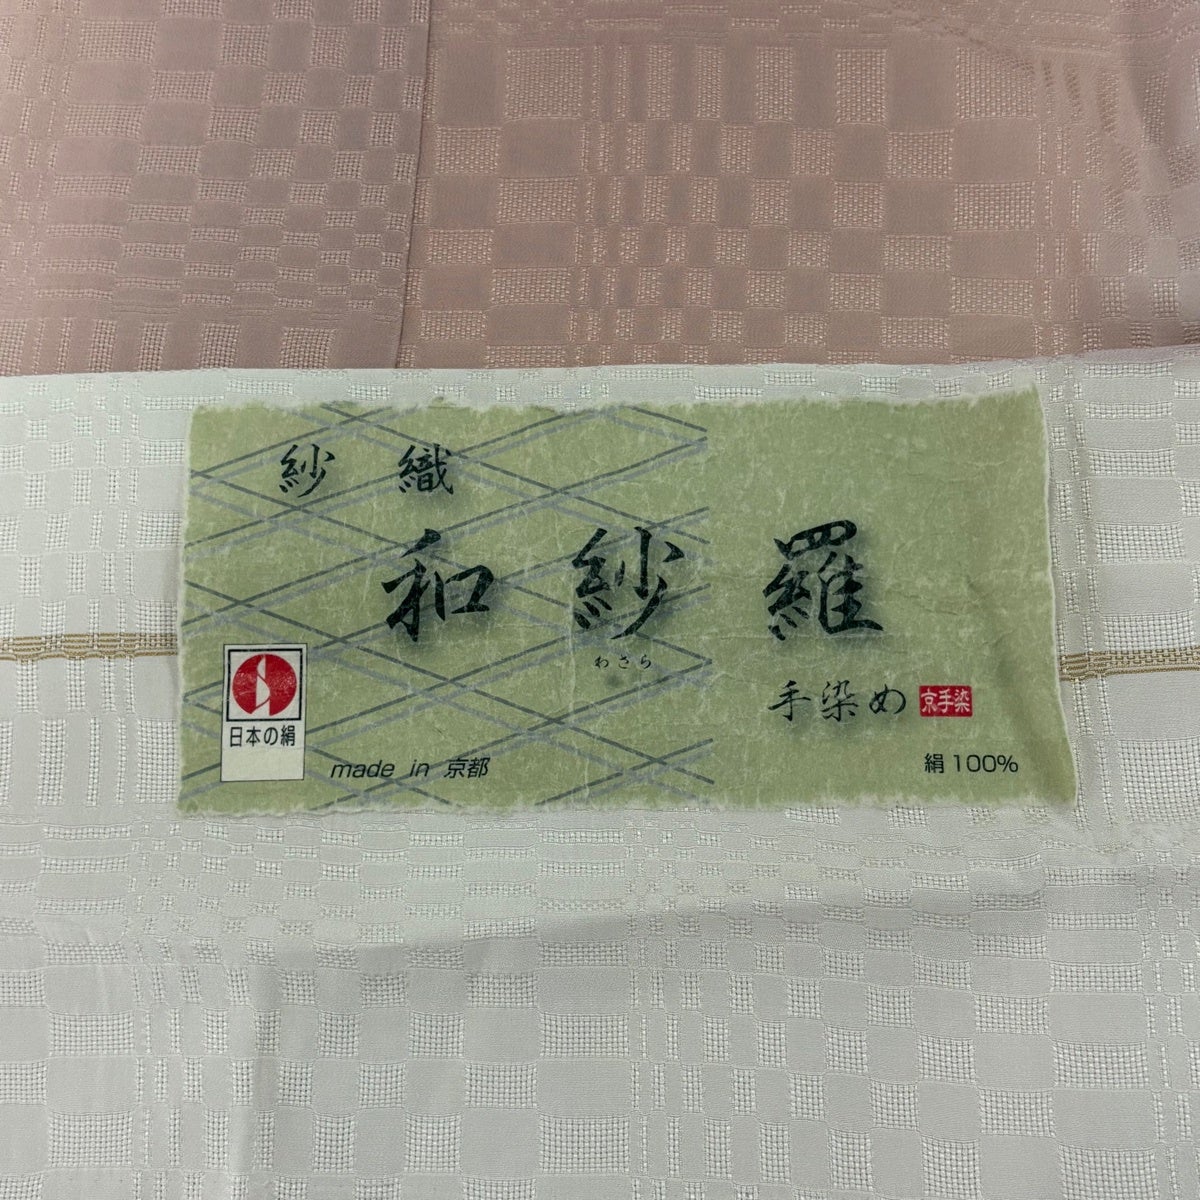 紗織
和紗羅
わさら
手染め 京手染
日本の絹
made in 京都
絹100%